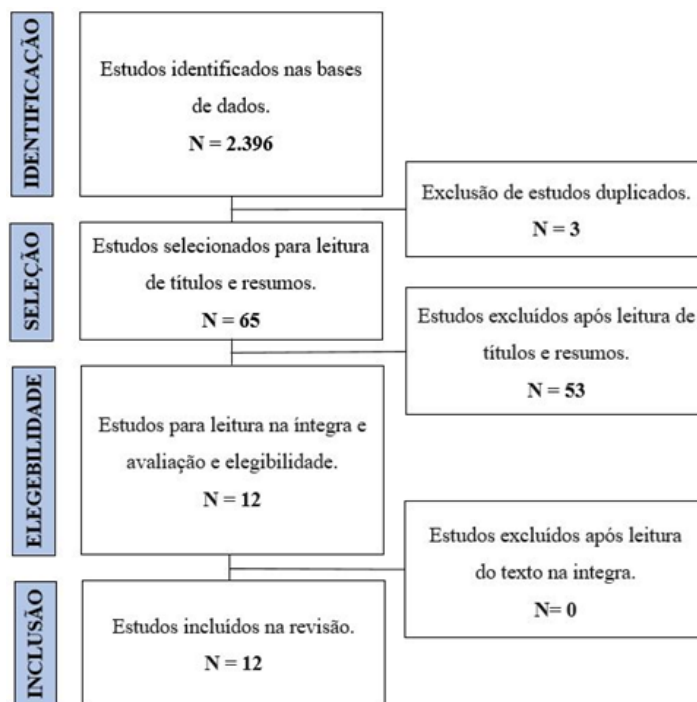 IDENTIFICAÇÃO
Estudos identificados nas bases
de dados.
N = 2.396
Exclusão de estudos duplicados.
N = 3
SELEÇÃO
Estudos selecionados para leitura
de títulos e resumos.
N = 65
Estudos excluídos após leitura de
títulos e resumos.
N = 53
ELEGEBILIDADE
Estudos para leitura na íntegra e
avaliação e elegibilidade.
N = 12
Estudos excluídos após leitura
do texto na integra.
N= 0
INCLUSÃO
Estudos incluídos na revisão.
N = 12